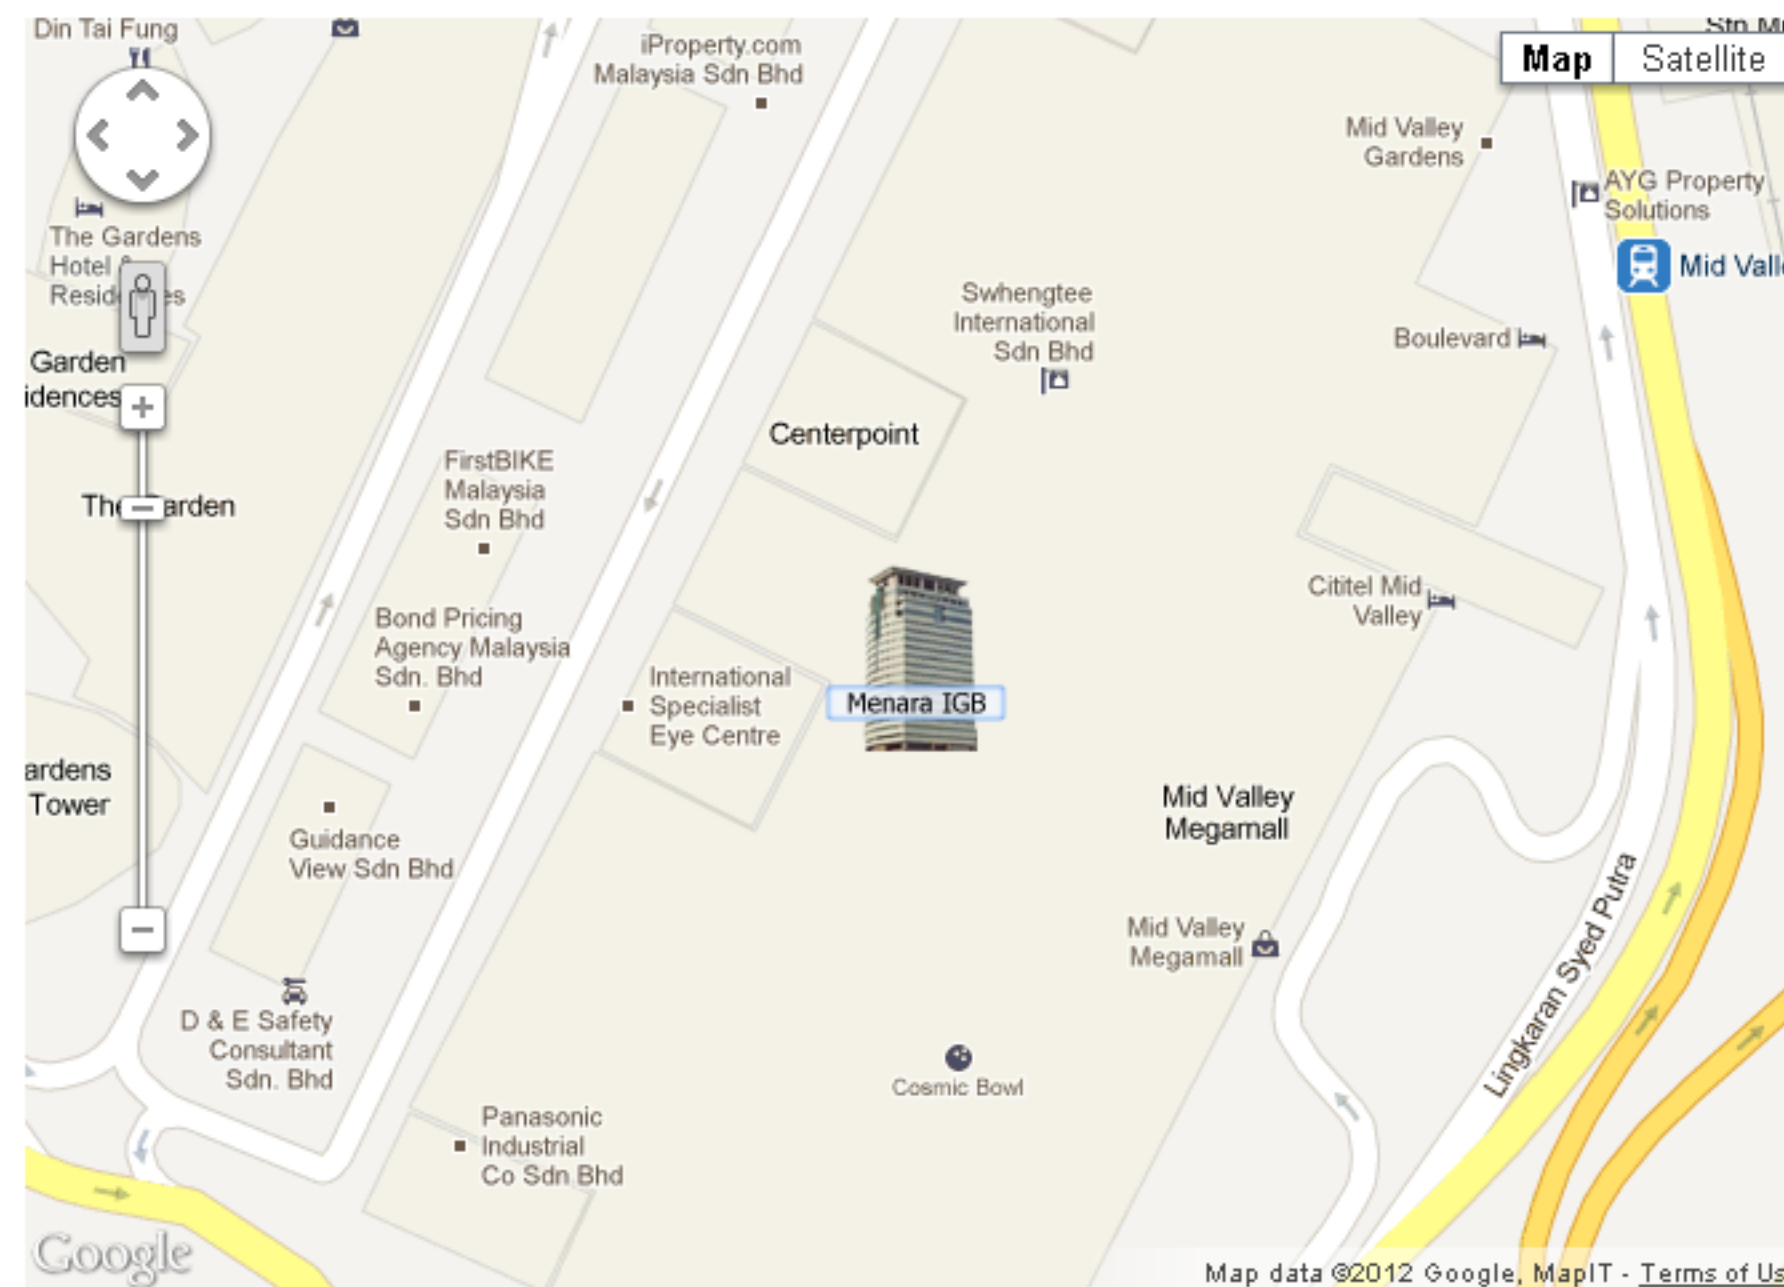 Din Tai Fung
iProperty.com
Malaysia Sdn Bhd
Map
Satellite
Mid Valley
Gardens
AYG Property
Solutions
The Gardens
Hotel &
Mid Valle
Swhengtee
International
Sdn Bhd
Boulevard
Garden
idences
Centerpoint
FirstBIKE
Malaysia
Sdn Bhd
Cititel Mid
Valley
Bond Pricing
Agency Malaysia
Sdn. Bhd
International
Specialist
Eye Centre
Menara IGB
ardens
Tower
Mid Valley
Megamall
Guidance
View Sdn Bhd
Mid Valley
Megamall
Lingkaran Syed Putra
D & E Safety
Consultant
Sdn. Bhd
Cosmic Bowl
Panasonic
Industrial
Co Sdn Bhd
Google
Map data ©2012 Google, MapIT - Terms of Us